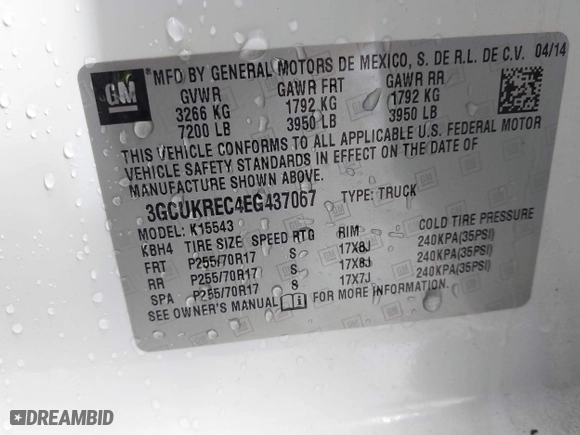 MFD BY GENERAL MOTORS DE MEXICO, S. DE R.L. DE C.V. 04/14
GM
GVWR GAWR FRT GAWR RR
3266 KG 1792 KG 1792 KG
7200 LB 3950 LB 3950 LB
THIS VEHICLE CONFORMS TO ALL APPLICABLE U.S. FEDERAL MOTOR
VEHICLE SAFETY STANDARDS IN EFFECT ON THE DATE OF
MANUFACTURE SHOWN ABOVE.
3GCUKREC4EG437067 TYPE: TRUCK
MODEL: K15543
KBH4 TIRE SIZE SPEED RTG RIM COLD TIRE PRESSURE
FRT P255/70R17 S 17X8J 240KPA(35PSI)
RR P255/70R17 S 17X8J 240KPA(35PSI)
SPA P255/70R17 S 17X7J 240KPA(35PSI)
SEE OWNER'S MANUAL FOR MORE INFORMATION.
DREAMBID